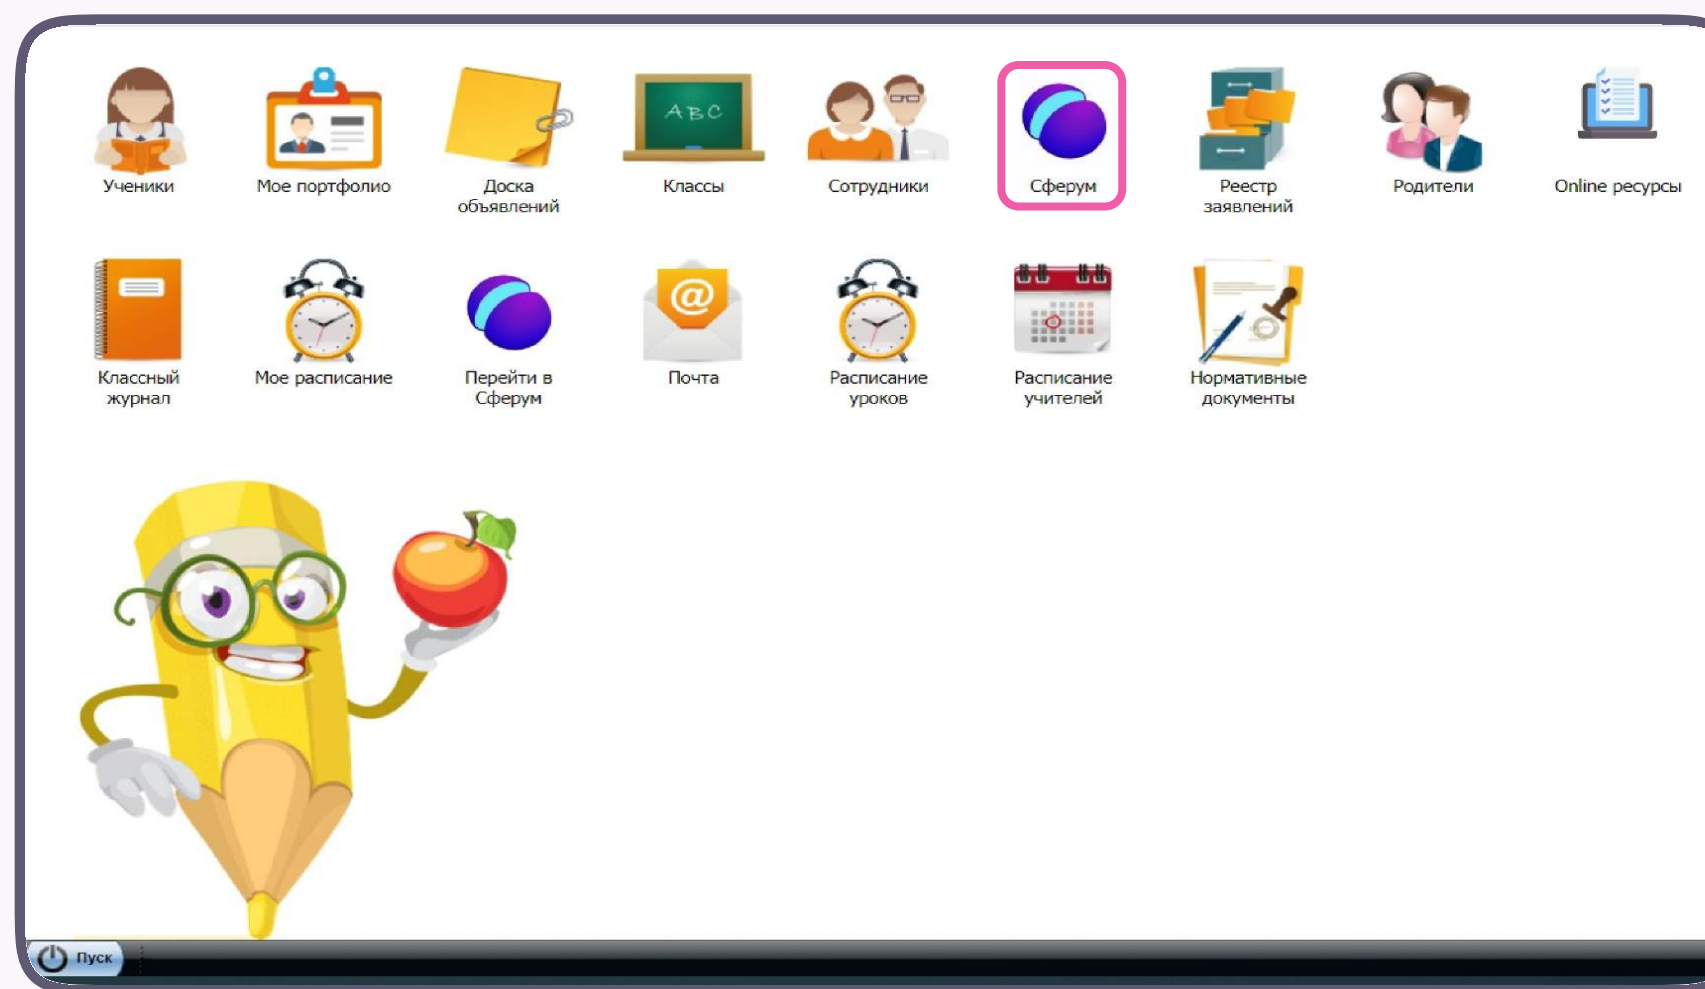 ABC
Ученики
Мое портфолио
Доска
объявлений
Классы
Сотрудники
Сферум
Реестр
заявлений
Родители
Online ресурсы
@
Классный
журнал
Мое расписание
Перейти в
Сферум
Почта
Расписание
уроков
Расписание
учителей
Нормативные
документы
Пуск